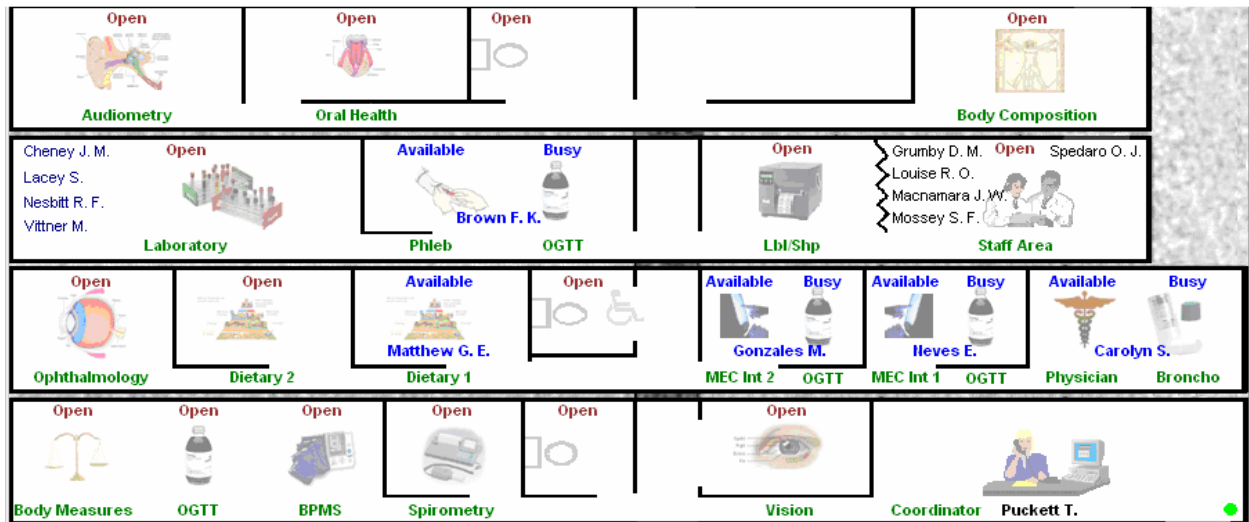 Open Open Open Open
Audiometry Oral Health Body Composition
Cheney J. M. Open Available Busy Open Grumby D. M. Open Spedaro O. J.
Lacey S. Louise R. O.
Nesbitt R. F. Macnamara J. W.
Vittner M. Brown F. K. Mossey S. F.
Laboratory Phleb OGTT Lbl/Shp Staff Area
Open Open Available Open Available Busy Available Busy Available Busy
Matthew G. E. Gonzales M. Neves E. Carolyn S.
Ophthalmology Dietary 2 Dietary 1 MEC Int 2 OGTT MEC Int 1 OGTT Physician Broncho
Open Open Open Open Open Open
Body Measures OGTT BPMS Spirometry Vision Coordinator Puckett T.